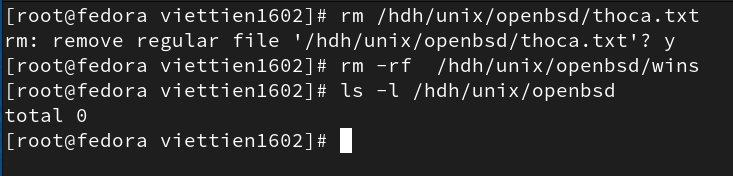 [root@fedora viettien1602]# rm /hdh/unix/openbsd/thoca.txt
rm: remove regular file '/hdh/unix/openbsd/thoca.txt'? y
[root@fedora viettien1602]# rm -rf  /hdh/unix/openbsd/wins
[root@fedora viettien1602]# ls -l /hdh/unix/openbsd
total 0
[root@fedora viettien1602]#